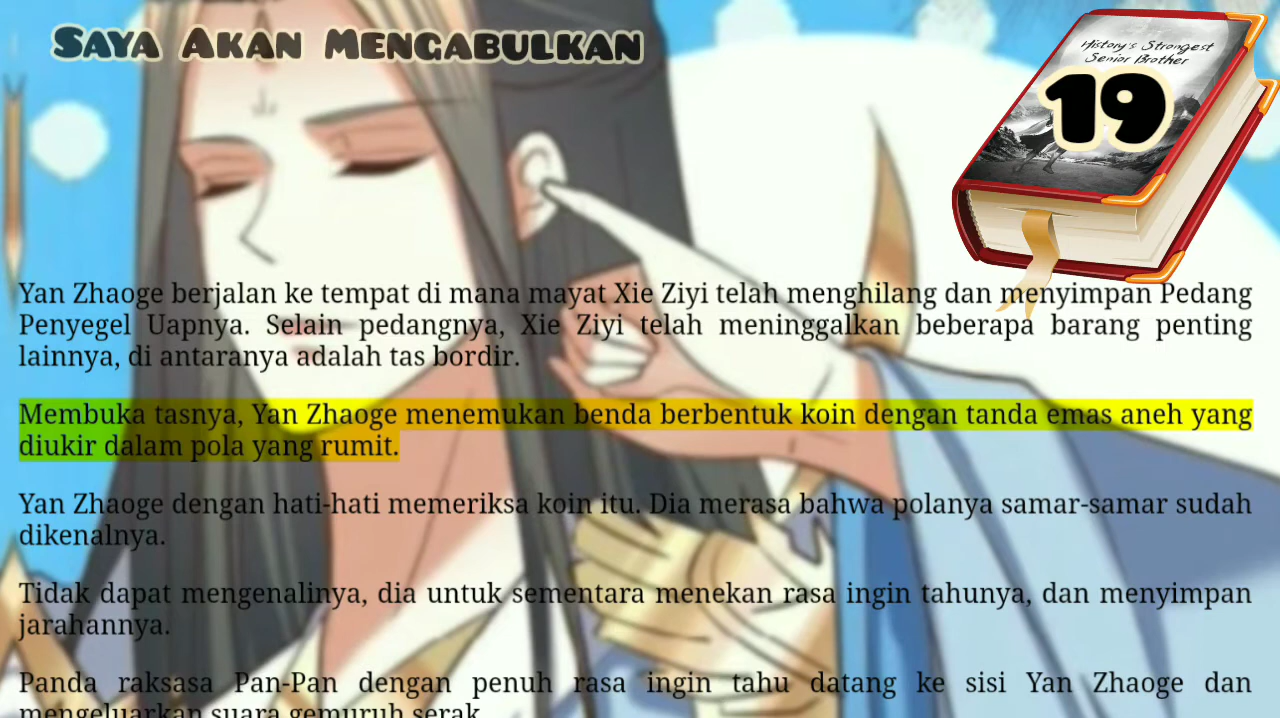 Saya Akan Mengabulkan
History's Strongest
Senior Brother
19
Yan Zhaoge berjalan ke tempat di mana mayat Xie Ziyi telah menghilang dan menyimpan Pedang
Penyegel Uapnya. Selain pedangnya, Xie Ziyi telah meninggalkan beberapa barang penting
lainnya, di antaranya adalah tas bordir.
Membuka tasnya, Yan Zhaoge menemukan benda berbentuk koin dengan tanda emas aneh yang
diukir dalam pola yang rumit.
Yan Zhaoge dengan hati-hati memeriksa koin itu. Dia merasa bahwa polanya samar-samar sudah
dikenalnya.
Tidak dapat mengenalinya, dia untuk sementara menekan rasa ingin tahunya, dan menyimpan
jarahannya.
Panda raksasa Pan-Pan dengan penuh rasa ingin tahu datang ke sisi Yan Zhaoge dan
mengeluarkan suara gemuruh serak.